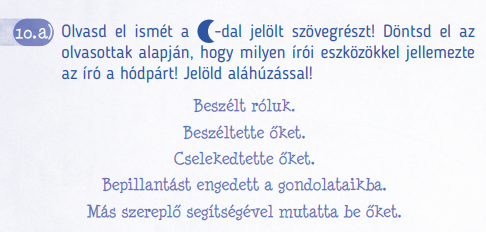 10.a) Olvasd el ismét a -dal jelölt szövegrészt! Döntsd el az
olvasottak alapján, hogy milyen írói eszközökkel jellemezte
az író a hódpárt! Jelöld aláhúzással!
Beszélt róluk.
Beszéltette őket.
Cselekedtette őket.
Bepillantást engedett a gondolataikba.
Más szereplő segítségével mutatta be őket.